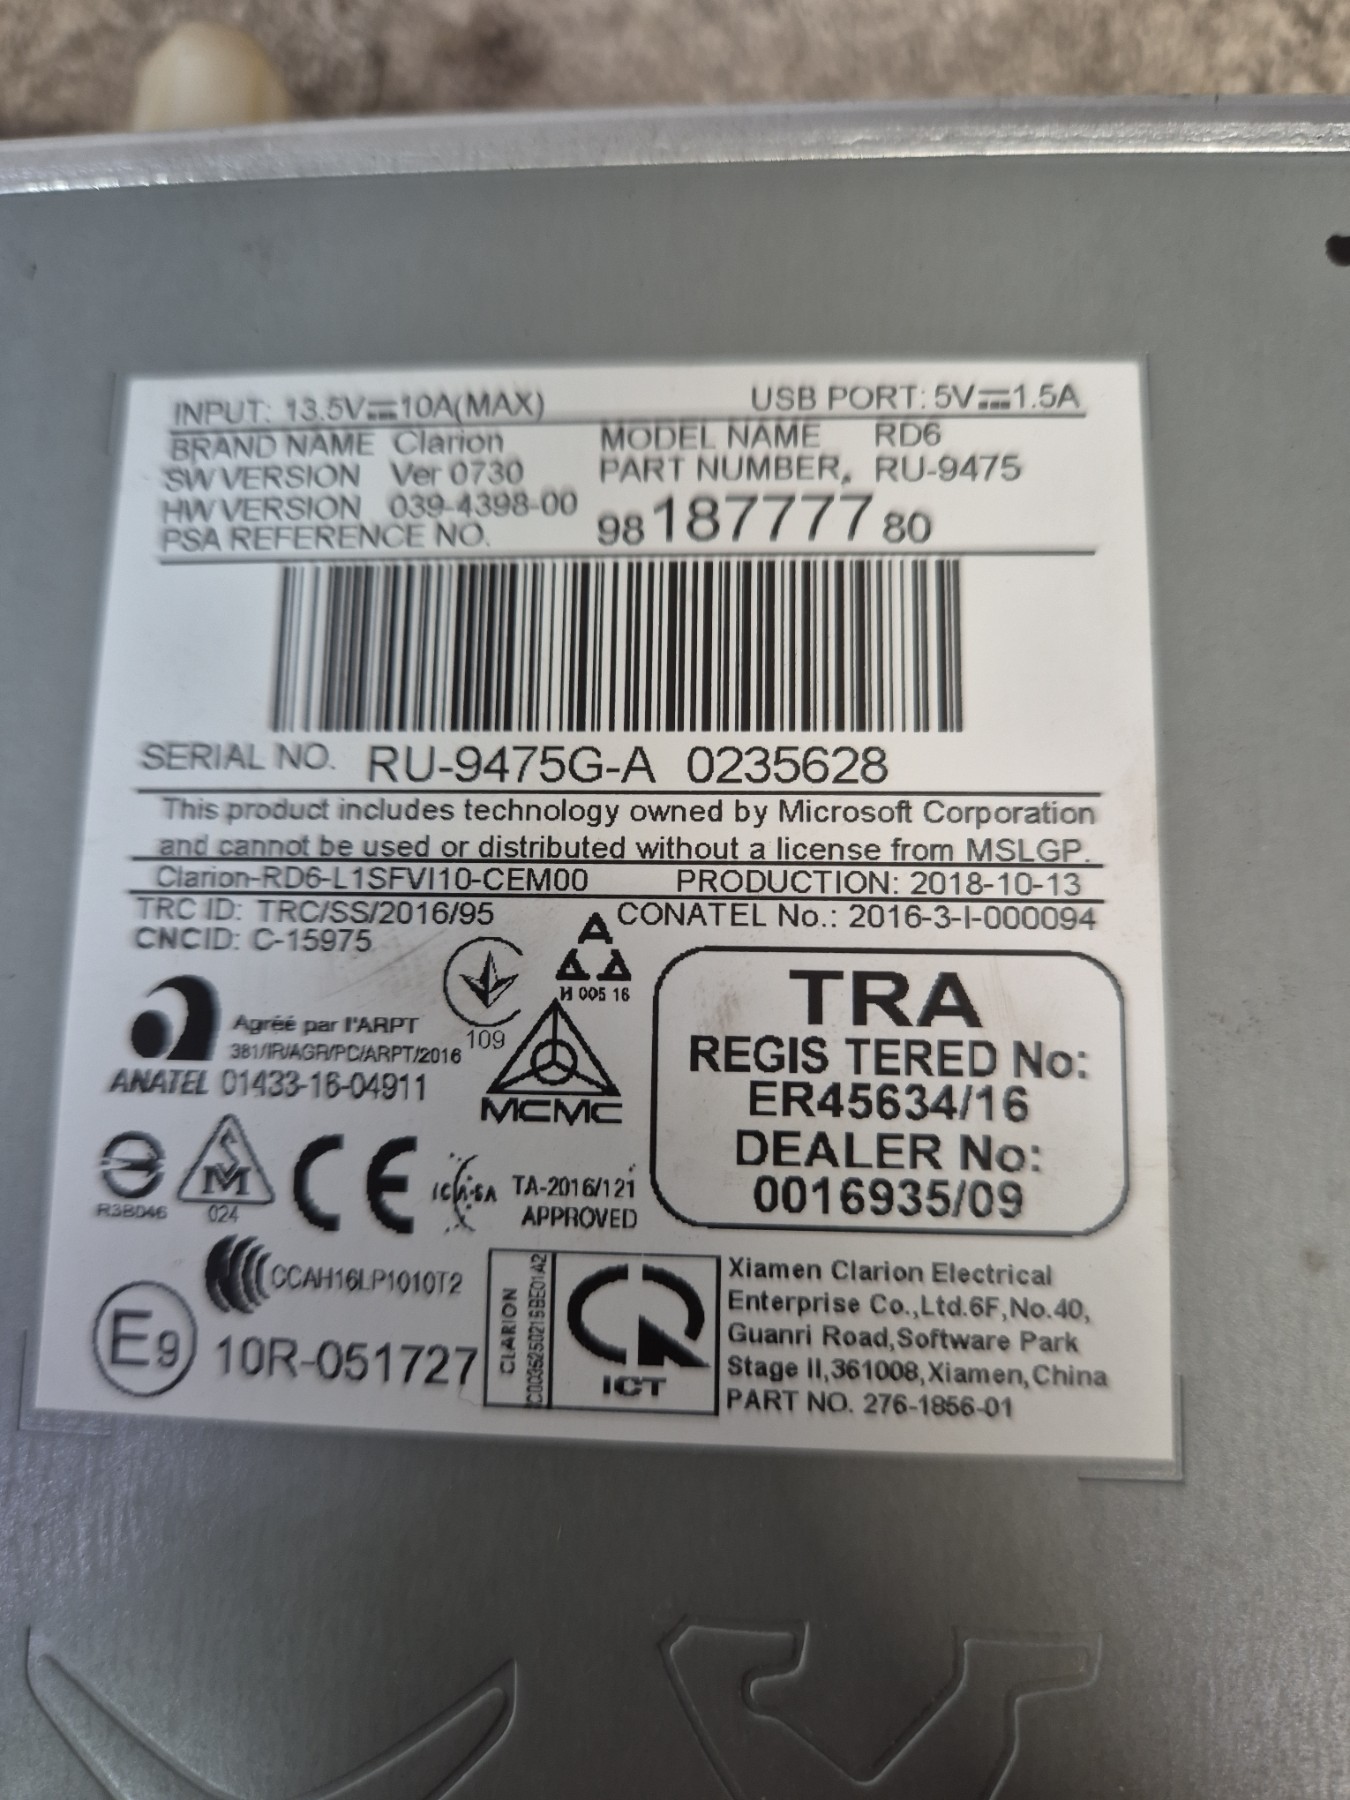 INPUT: 13.5V⎓10A(MAX) USB PORT: 5V⎓1.5A
BRAND NAME Clarion MODEL NAME RD6
SW VERSION Ver 0730 PART NUMBER. RU-9475
HW VERSION 039-4398-00
PSA REFERENCE NO. 98 187777 80
SERIAL NO. RU-9475G-A 0235628
This product includes technology owned by Microsoft Corporation
and cannot be used or distributed without a license from MSLGP.
Clarion-RD6-L1SFVI10-CEM00 PRODUCTION: 2018-10-13
TRC ID: TRC/SS/2016/95 CONATEL No.: 2016-3-I-000094
CNCID: C-15975
H 005 16
109
Agréé par l'ARPT
381/IR/AGR/PC/ARPT/2016
ANATEL 01433-16-04911
MCMC
TRA
REGIS TERED No:
ER45634/16
DEALER No:
0016935/09
R3BD46
024
CE
ICASA TA-2016/121
APPROVED
CCAH16LP1010T2
E9 10R-051727
CLARION
ICT
Xiamen Clarion Electrical
Enterprise Co.,Ltd.6F,No.40,
Guanri Road,Software Park
Stage II,361008,Xiamen,China
PART NO. 276-1856-01